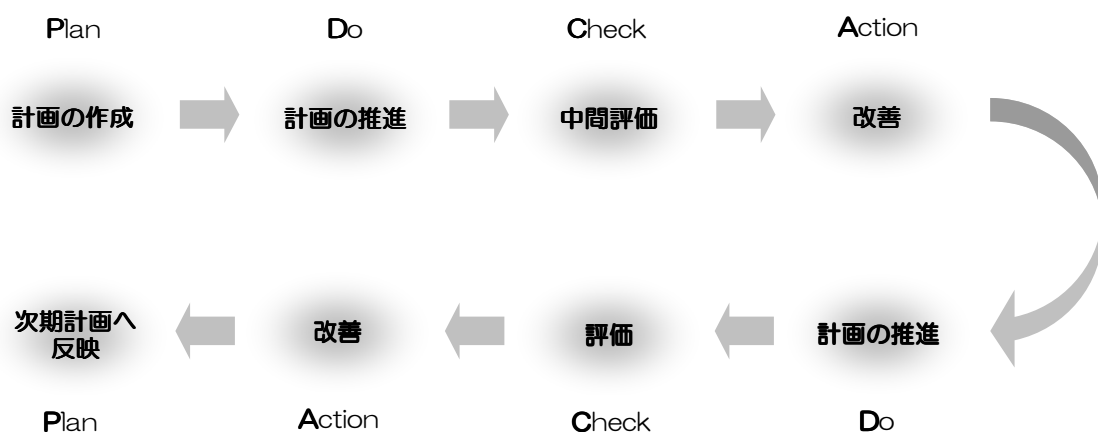 Plan
Do
Check
Action
計画の作成
計画の推進
中間評価
改善
次期計画へ
反映
改善
評価
計画の推進
Plan
Action
Check
Do